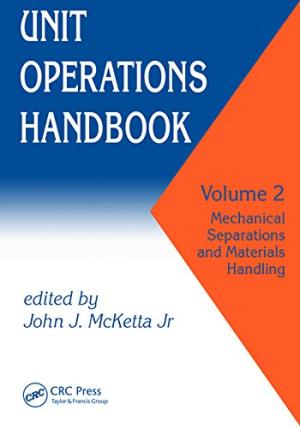 UNIT
OPERATIONS
HANDBOOK
Volume 2
Mechanical
Separations
and Materials
Handling
edited by
John J. McKetta Jr
CRC
CRC Press
Taylor & Francis Group